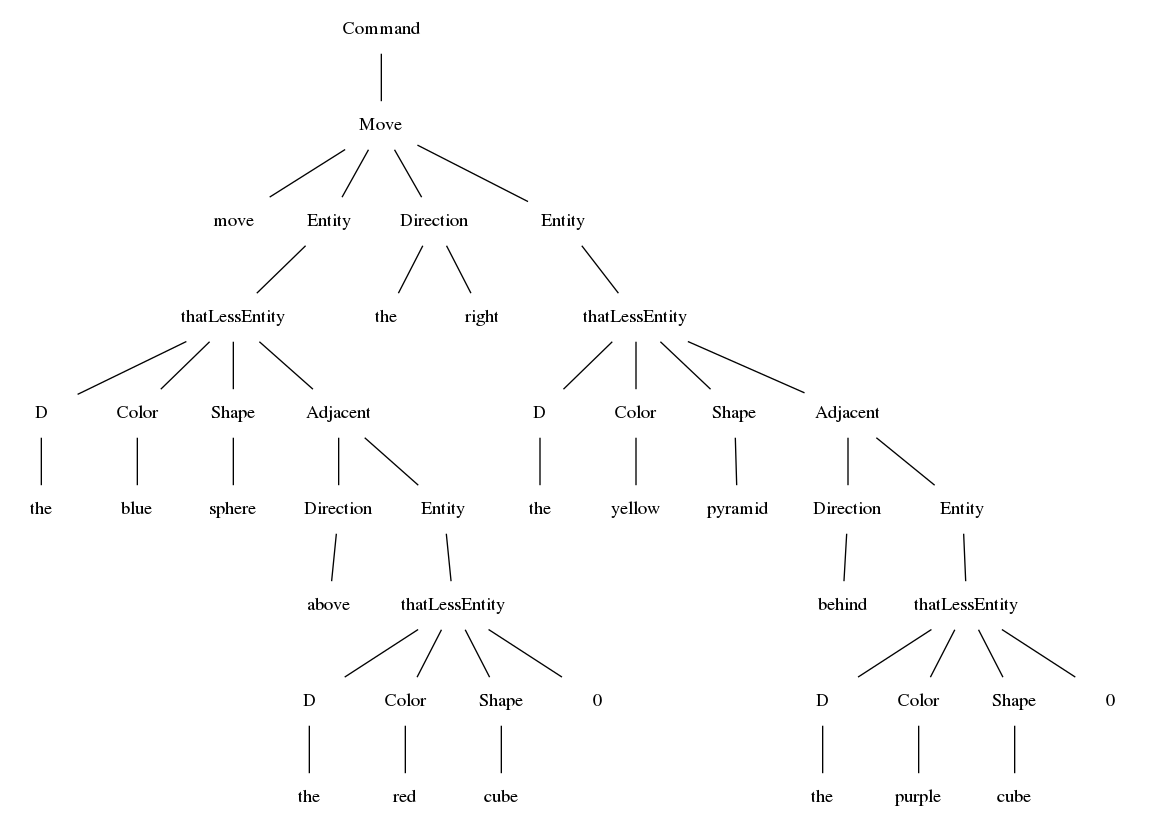 Command
Move
move Entity Direction Entity
thatLessEntity the right thatLessEntity
D Color Shape Adjacent D Color Shape Adjacent
the blue sphere Direction Entity the yellow pyramid Direction Entity
above thatLessEntity behind thatLessEntity
D Color Shape 0 D Color Shape 0
the red cube the purple cube